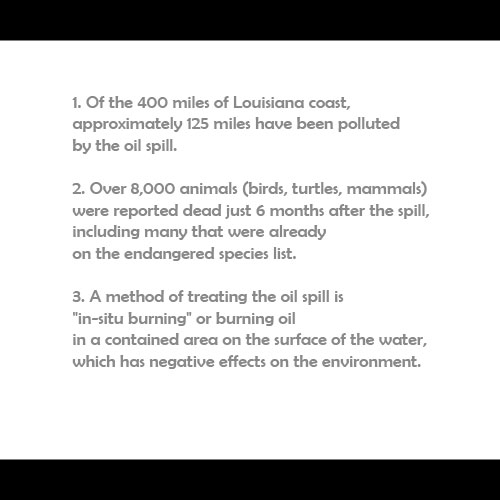 1. Of the 400 miles of Louisiana coast,
approximately 125 miles have been polluted
by the oil spill.
2. Over 8,000 animals (birds, turtles, mammals)
were reported dead just 6 months after the spill,
including many that were already
on the endangered species list.
3. A method of treating the oil spill is
"in-situ burning" or burning oil
in a contained area on the surface of the water,
which has negative effects on the environment.